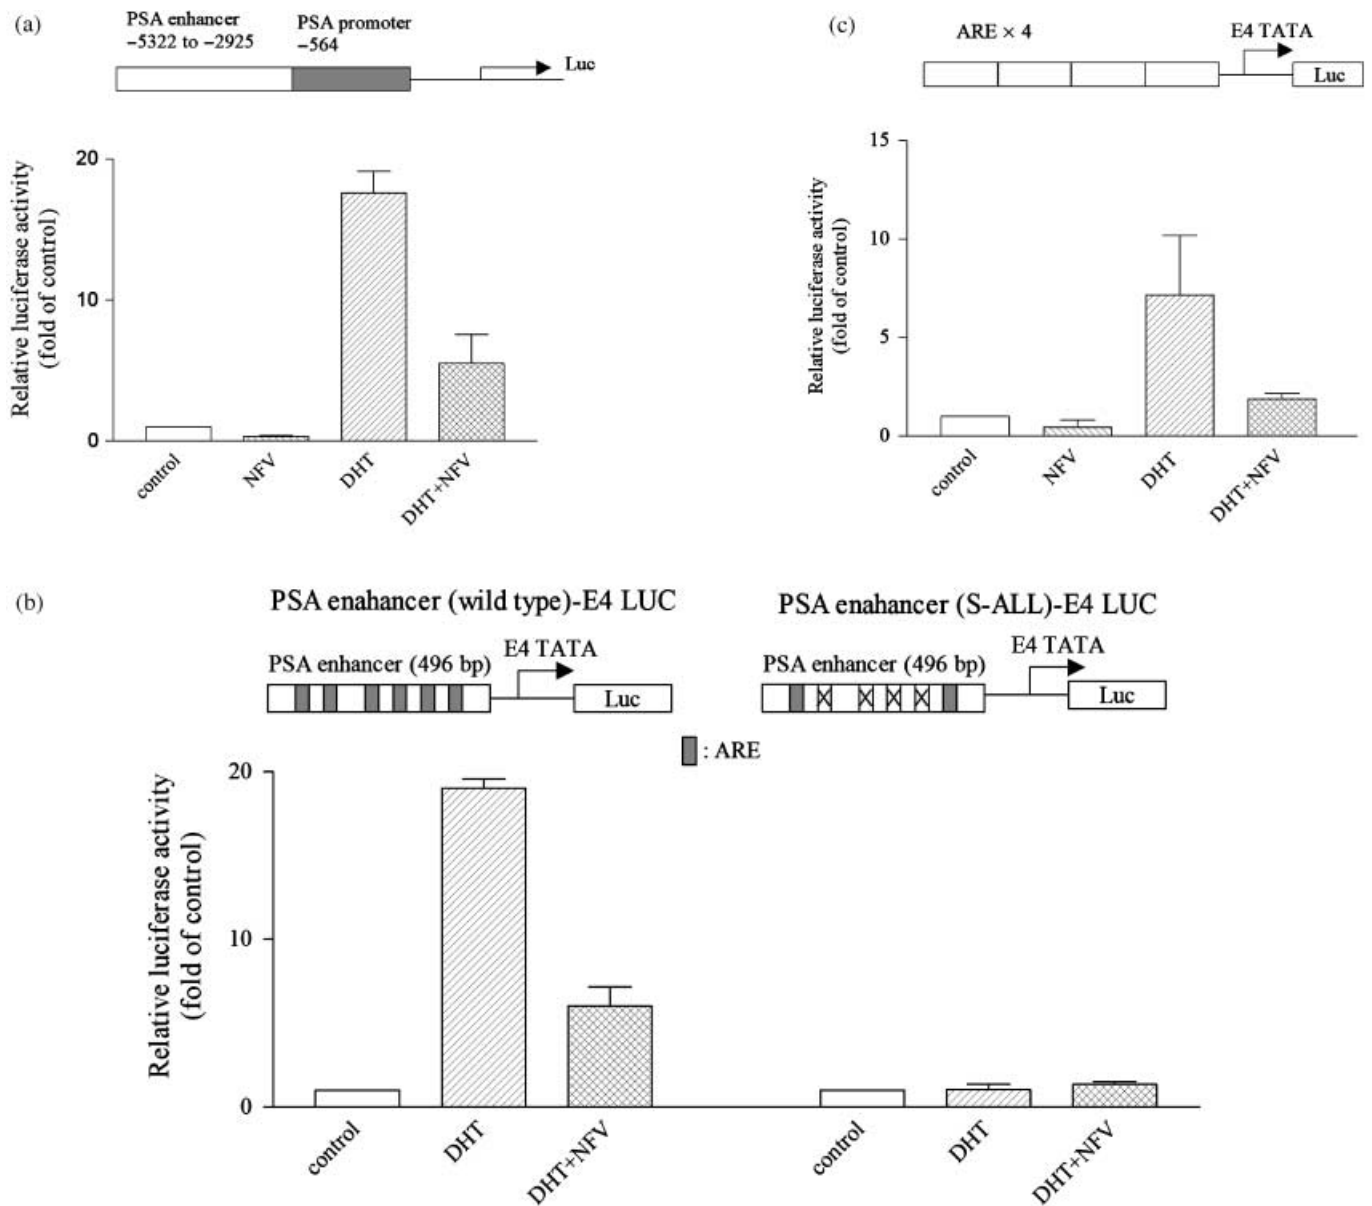 (a)
PSA enhancer
−5322 to −2925
PSA promoter
−564
Luc
Relative luciferase activity
(fold of control)
20
10
0
control
NFV
DHT
DHT+NFV
(c)
ARE × 4
E4 TATA
Luc
Relative luciferase activity
(fold of control)
15
10
5
0
control
NFV
DHT
DHT+NFV
(b)
PSA enahancer (wild type)-E4 LUC
PSA enhancer (496 bp)
E4 TATA
Luc
PSA enahancer (S-ALL)-E4 LUC
PSA enhancer (496 bp)
E4 TATA
Luc
: ARE
Relative luciferase activity
(fold of control)
20
10
0
control
DHT
DHT+NFV
control
DHT
DHT+NFV